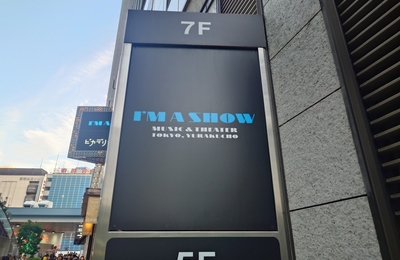 7F
I'M A SHOW
MUSIC & THEATER
TOKYO, YURAKUCHO
I'M A
5F